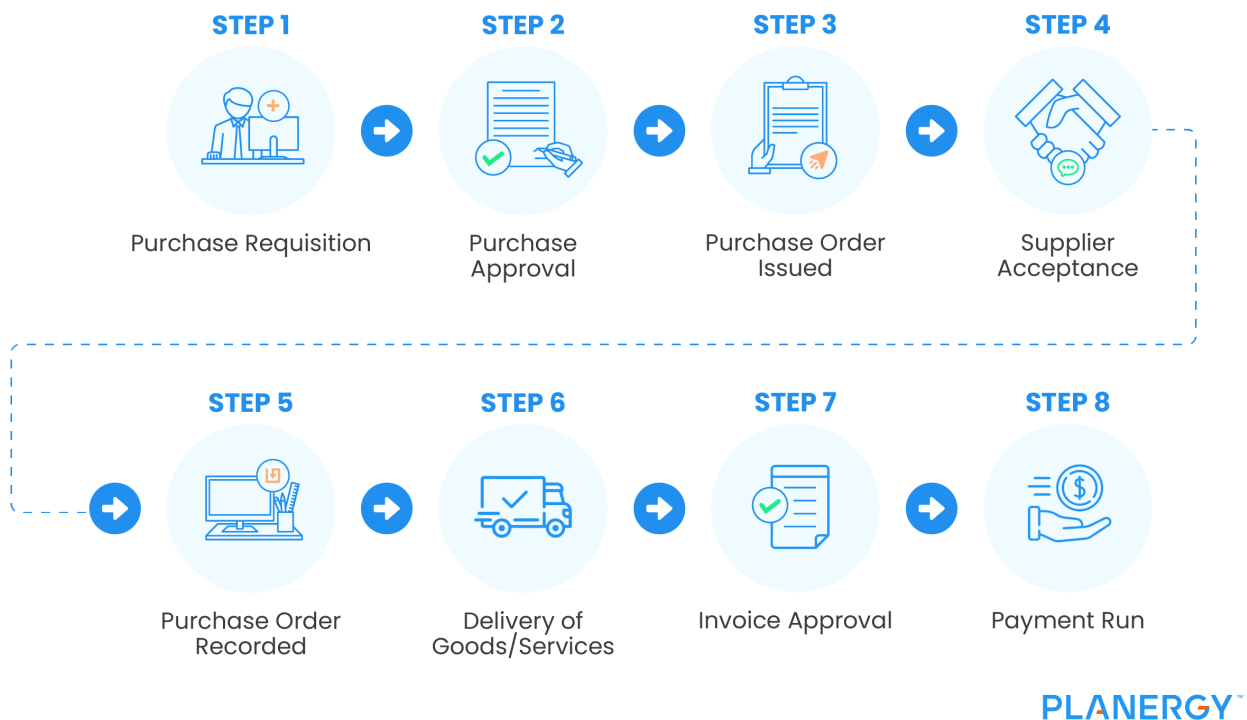 STEP 1
STEP 2
STEP 3
STEP 4
Purchase Requisition
Purchase
Approval
Purchase Order
Issued
Supplier
Acceptance
STEP 5
STEP 6
STEP 7
STEP 8
Purchase Order
Recorded
Delivery of
Goods/Services
Invoice Approval
Payment Run
$
PLANERGY™